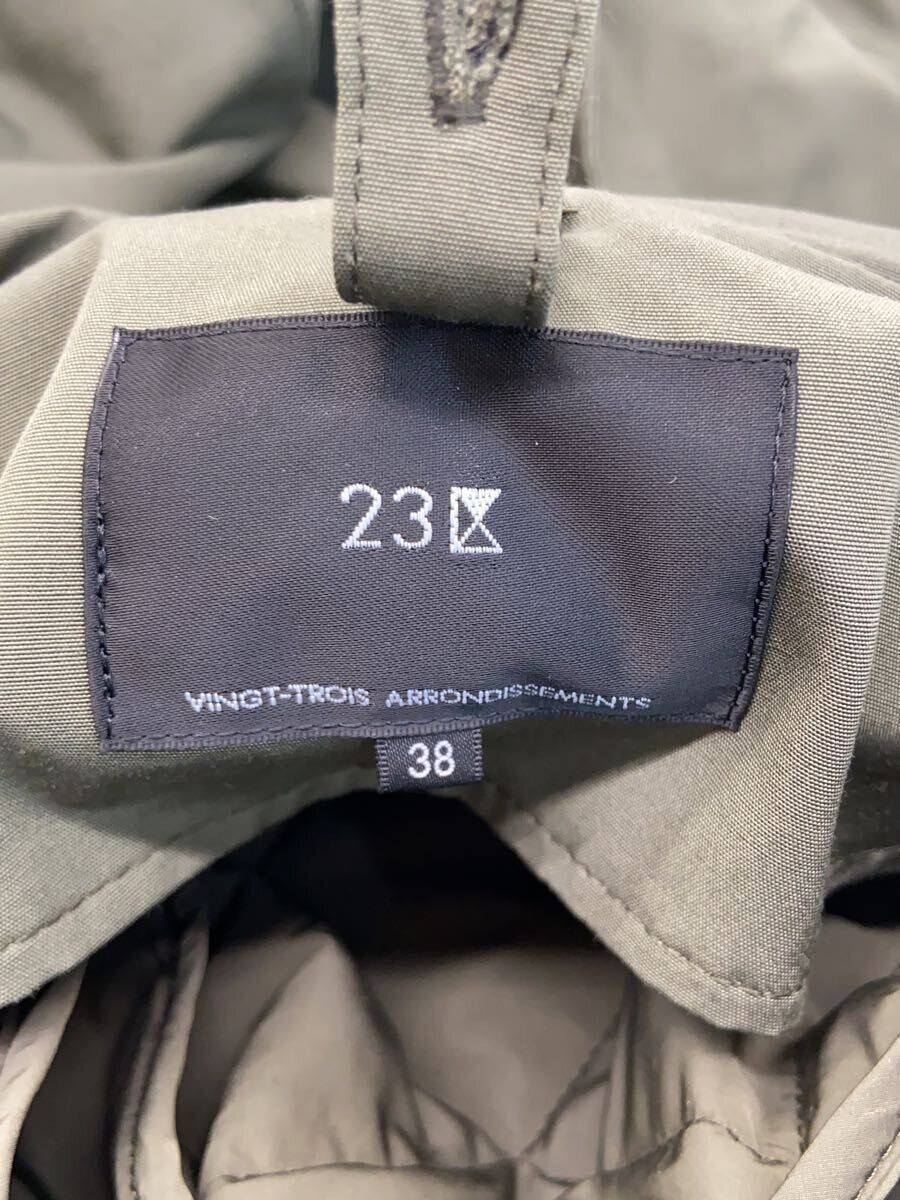 23区
VINGT-TROIS ARRONDISSEMENTS
38